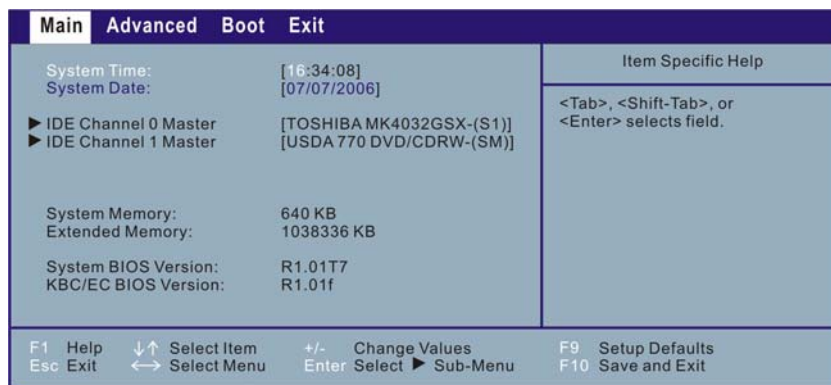 Main Advanced Boot Exit
System Time: [16:34:08]
System Date: [07/07/2006]
▶ IDE Channel 0 Master [TOSHIBA MK4032GSX-(S1)]
▶ IDE Channel 1 Master [USDA 770 DVD/CDRW-(SM)]
System Memory: 640 KB
Extended Memory: 1038336 KB
System BIOS Version: R1.01T7
KBC/EC BIOS Version: R1.01f
Item Specific Help
<Tab>, <Shift-Tab>, or
<Enter> selects field.
F1 Help ↓↑ Select Item +/- Change Values F9 Setup Defaults
Esc Exit ←→ Select Menu Enter Select ▶ Sub-Menu F10 Save and Exit